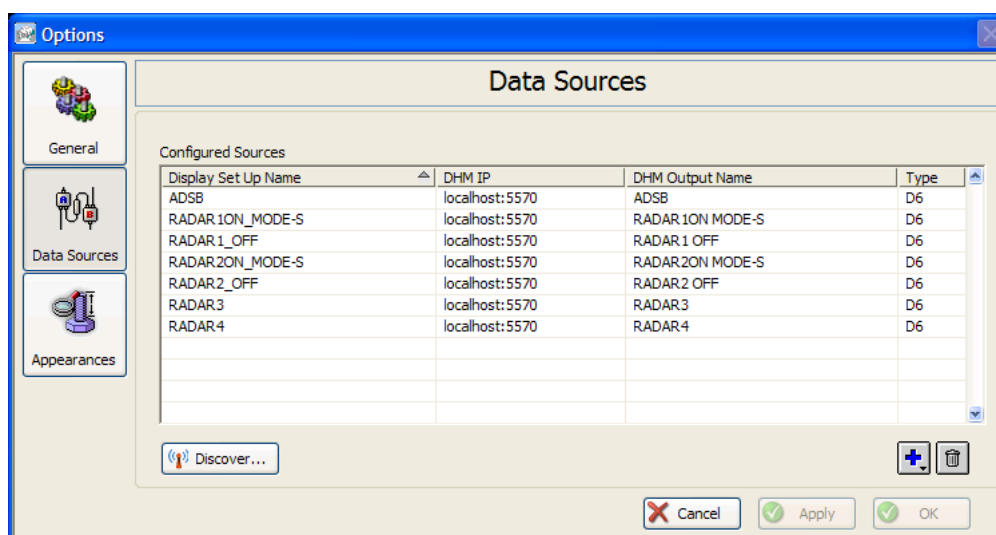 Options
Data Sources
General
Data Sources
Appearances
Configured Sources
Display Set Up Name DHM IP DHM Output Name Type
ADSB localhost:5570 ADSB D6
RADAR1ON_MODE-S localhost:5570 RADAR1ON MODE-S D6
RADAR1_OFF localhost:5570 RADAR1 OFF D6
RADAR2ON_MODE-S localhost:5570 RADAR2ON MODE-S D6
RADAR2_OFF localhost:5570 RADAR2 OFF D6
RADAR3 localhost:5570 RADAR3 D6
RADAR4 localhost:5570 RADAR4 D6
Discover...
Cancel Apply OK